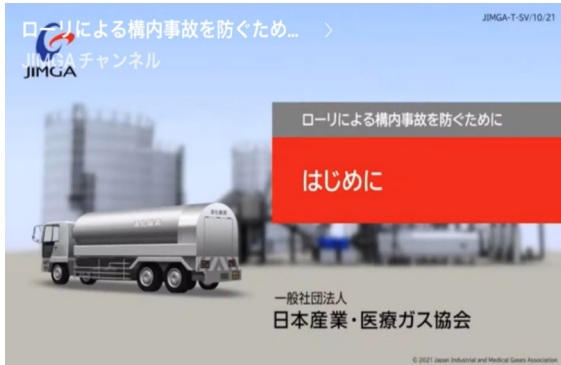 ローリによる構内事故を防ぐため...
JIMGAチャンネル
JIMGA-T-SV/10/21
JIMGA
ローリによる構内事故を防ぐために
はじめに
JIMGA
一般社団法人
日本産業・医療ガス協会
© 2021 Japan Industrial and Medical Gases Association